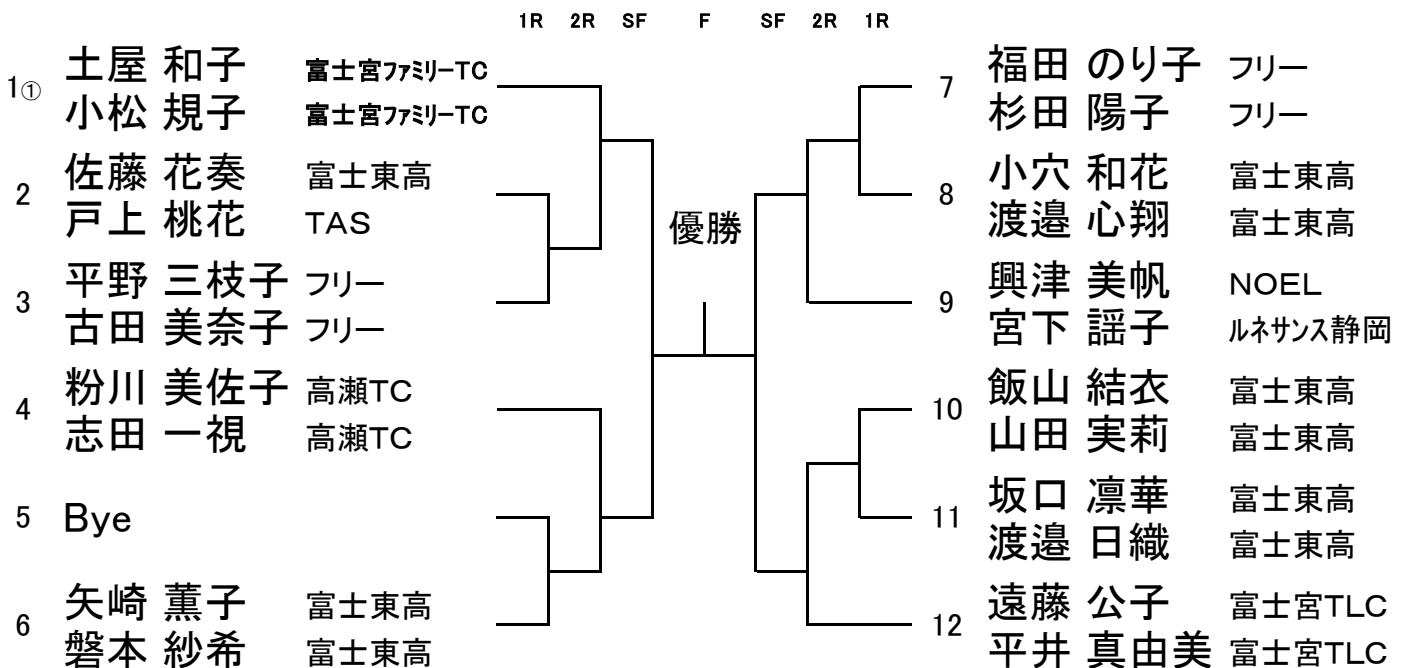 1R 2R SF F SF 2R 1R
1① 土屋 和子 富士宮ファミリーTC
小松 規子 富士宮ファミリーTC
2 佐藤 花奏 富士東高
戸上 桃花 TAS
3 平野 三枝子 フリー
古田 美奈子 フリー
4 粉川 美佐子 高瀬TC
志田 一視 高瀬TC
5 Bye
6 矢崎 薫子 富士東高
磐本 紗希 富士東高
優勝
7 福田 のり子 フリー
杉田 陽子 フリー
8 小穴 和花 富士東高
渡邉 心翔 富士東高
9 興津 美帆 NOEL
宮下 謡子 ルネサンス静岡
10 飯山 結衣 富士東高
山田 実莉 富士東高
11 坂口 凛華 富士東高
渡邉 日織 富士東高
12 遠藤 公子 富士宮TLC
平井 真由美 富士宮TLC